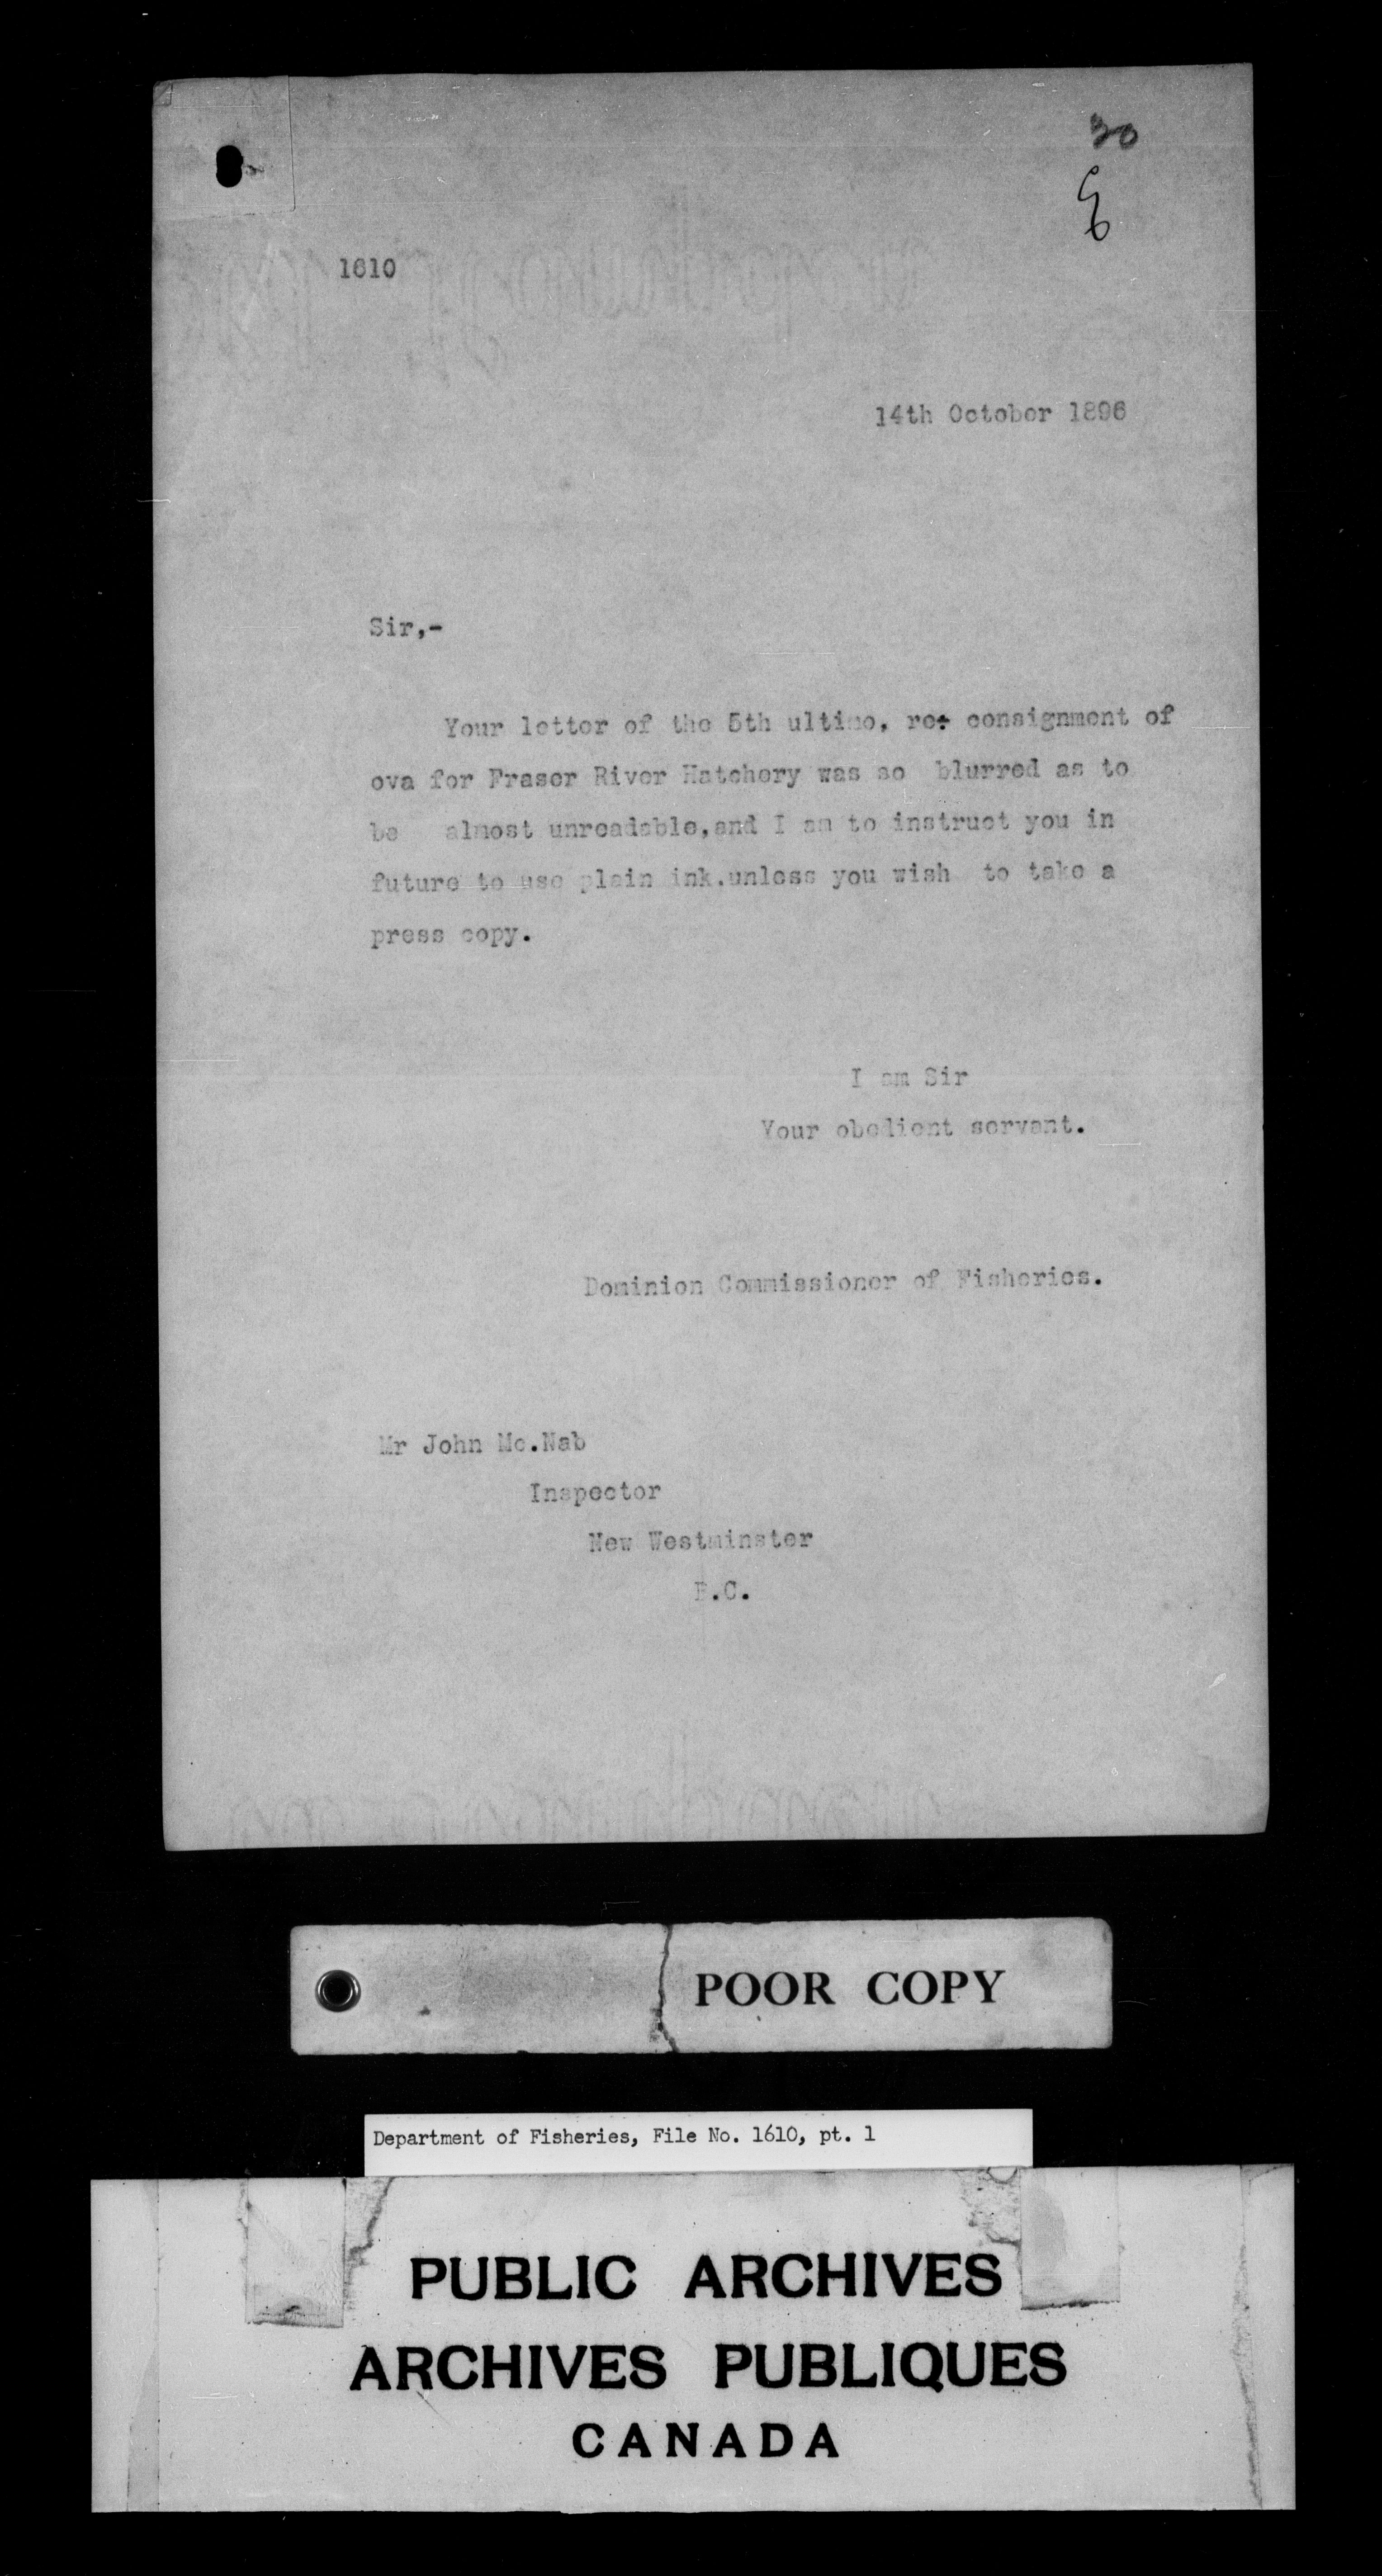 30
1610
14th October 1896
Sir,-
Your letter of the 5th ultimo, re: consignment of
ova for Fraser River Hatchery was so blurred as to
be almost unreadable,and I am to instruct you in
future to use plain ink.unless you wish to take a
press copy.
I am Sir
Your obedient servant.
Dominion Commissioner of Fisheries.
Mr John Mc.Nab
Inspector
New Westminster
B.C.
POOR COPY
Department of Fisheries, File No. 1610, pt. 1
PUBLIC ARCHIVES
ARCHIVES PUBLIQUES
CANADA